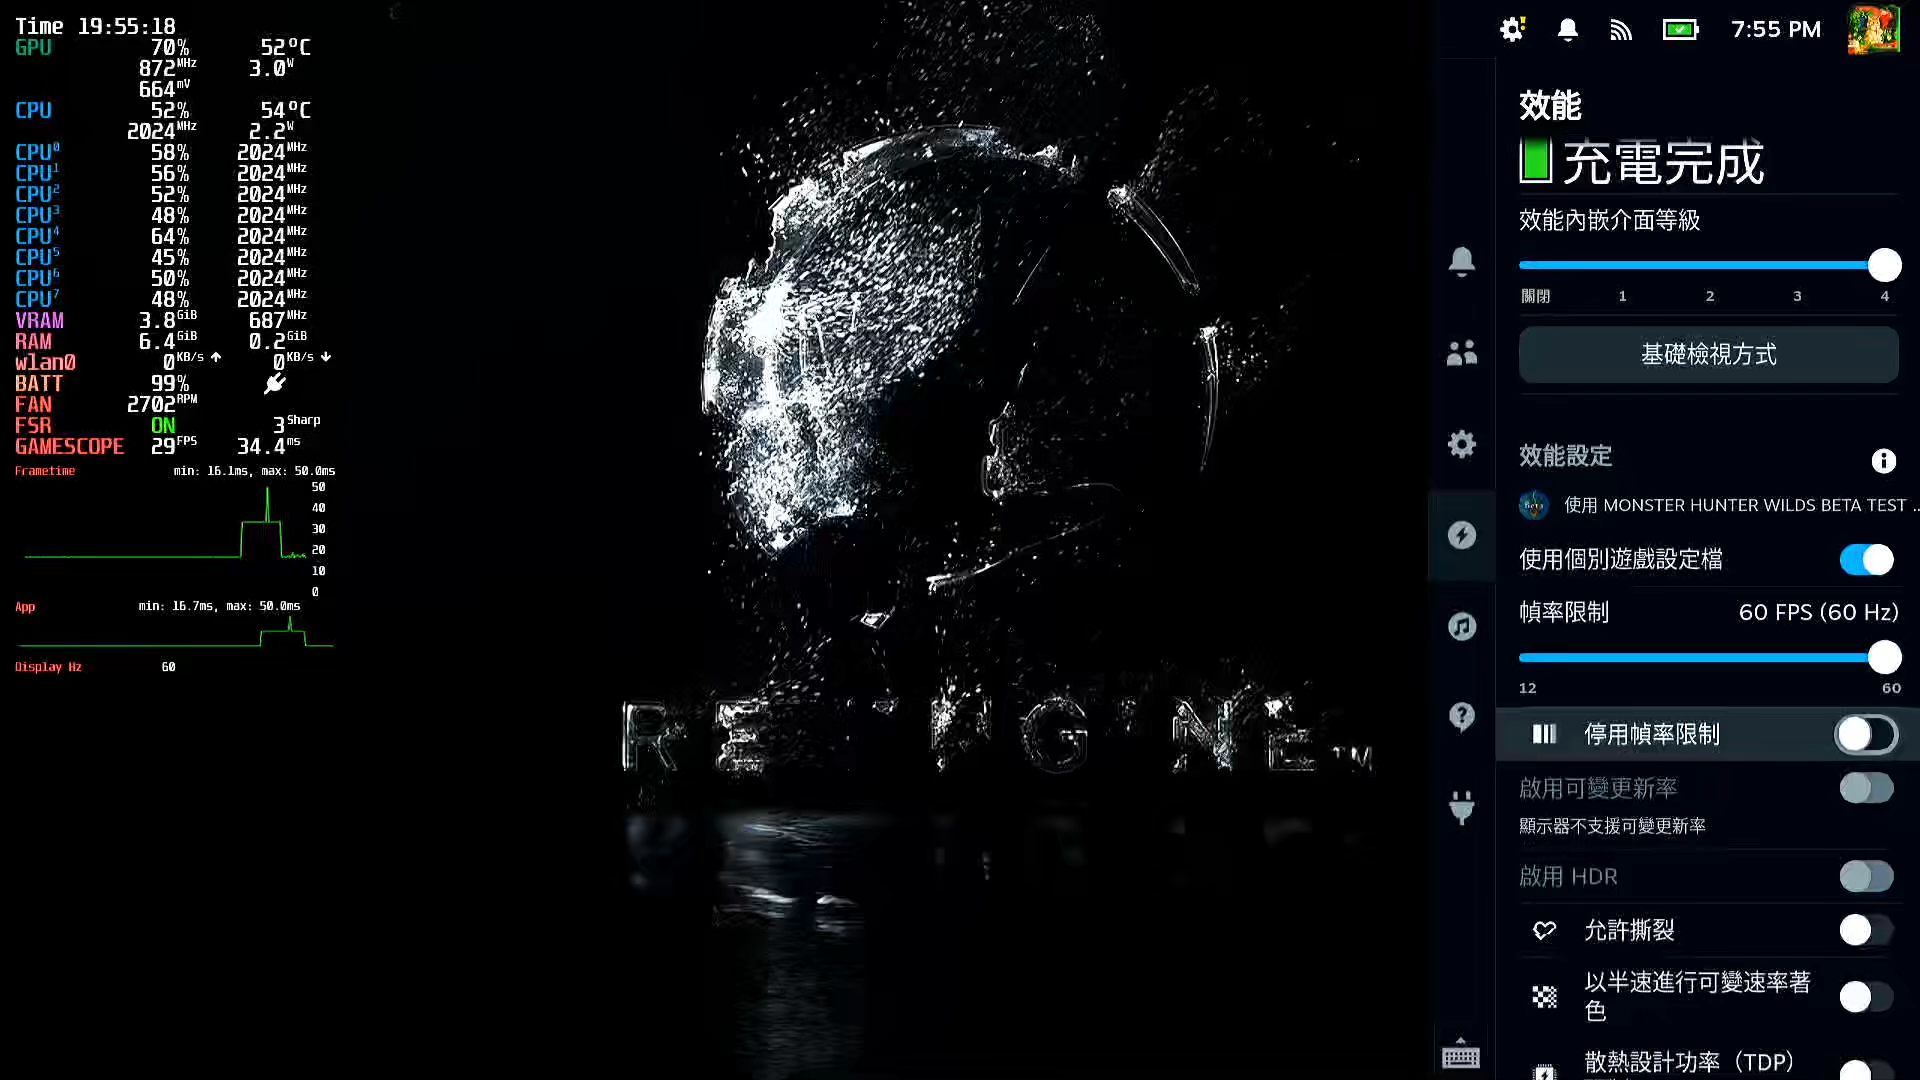 Time 19:55:18
GPU 70% 52°C
872MHz 3.0W
664mV
CPU 52% 54°C
2024MHz 2.2W
CPU0 58% 2024MHz
CPU1 56% 2024MHz
CPU2 52% 2024MHz
CPU3 48% 2024MHz
CPU4 64% 2024MHz
CPU5 45% 2024MHz
CPU6 50% 2024MHz
CPU7 48% 2024MHz
VRAM 3.8GiB 687MHz
RAM 6.4GiB 0.2GiB
wlan0 0KB/s 0KB/s
BATT 99%
FAN 2702RPM
FSR ON 3Sharp
GAMESCOPE 29FPS 34.4ms
Frametime min: 16.1ms, max: 50.0ms
50
40
30
20
10
0
App min: 16.7ms, max: 50.0ms
Display Hz 60
RE ENGINE™
7:55 PM
效能
充電完成
效能內嵌介面等級
關閉 1 2 3 4
基礎檢視方式
效能設定
使用 MONSTER HUNTER WILDS BETA TEST ...
使用個別遊戲設定檔
幀率限制 60 FPS (60 Hz)
12 60
停用幀率限制
啟用可變更新率
顯示器不支援可變更新率
啟用 HDR
允許撕裂
以半速進行可變速率著
色
散熱設計功率（TDP）